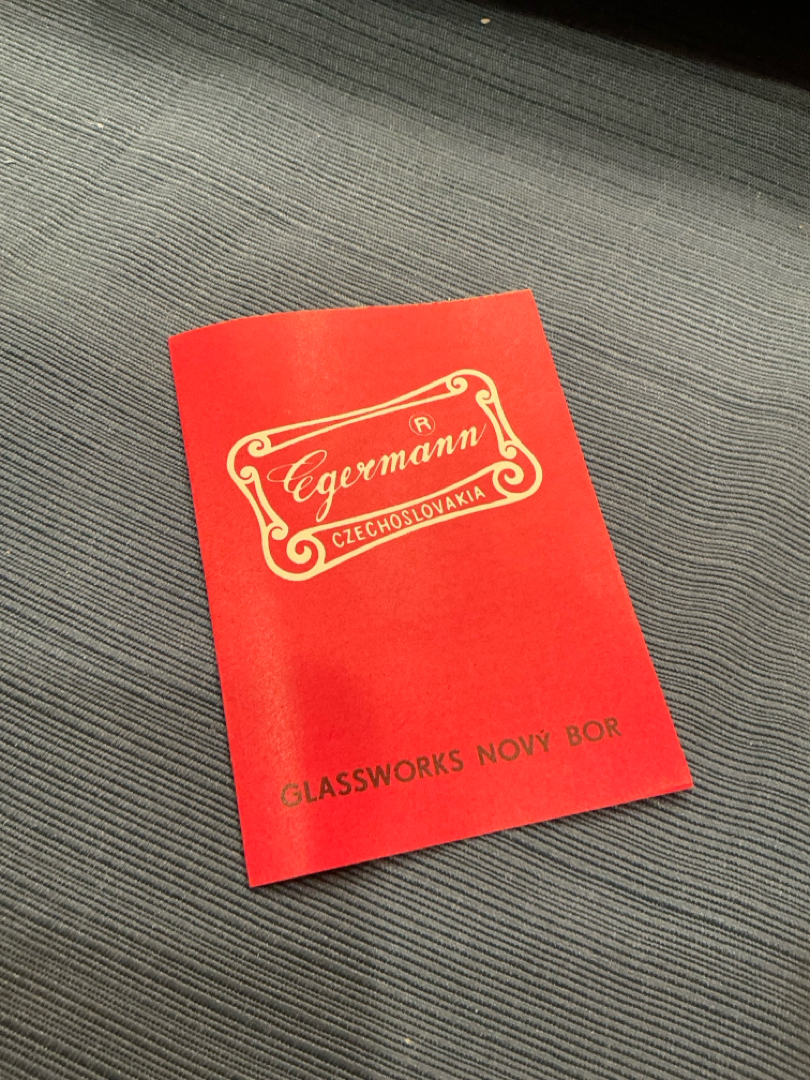 ®
Egermann
CZECHOSLOVAKIA
GLASSWORKS NOVÝ BOR